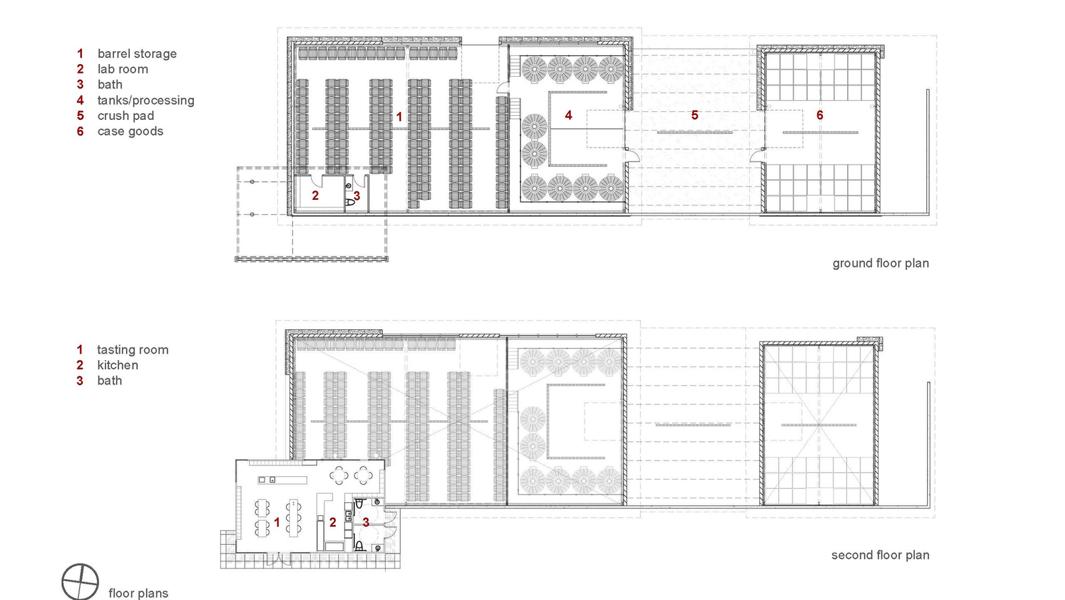 1 barrel storage
2 lab room
3 bath
4 tanks/processing
5 crush pad
6 case goods
1
4
5
6
2
3
ground floor plan
1 tasting room
2 kitchen
3 bath
1
2
3
second floor plan
floor plans